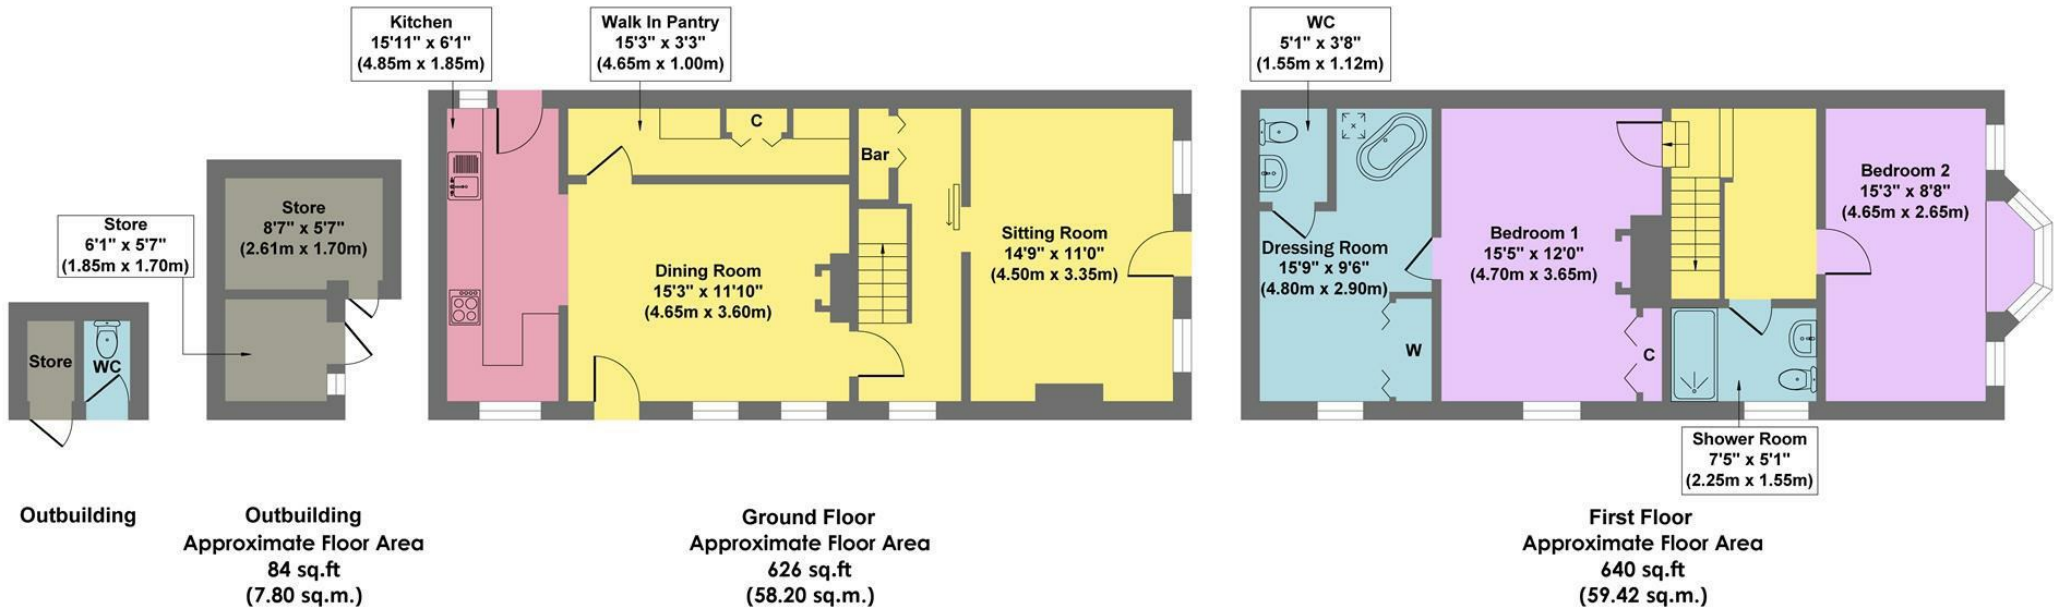 Kitchen
15'11" x 6'1"
(4.85m x 1.85m)
Walk In Pantry
15'3" x 3'3"
(4.65m x 1.00m)
WC
5'1" x 3'8"
(1.55m x 1.12m)
C
Bar
Store
8'7" x 5'7"
(2.61m x 1.70m)
Store
6'1" x 5'7"
(1.85m x 1.70m)
Store
WC
Dining Room
15'3" x 11'10"
(4.65m x 3.60m)
Sitting Room
14'9" x 11'0"
(4.50m x 3.35m)
Dressing Room
15'9" x 9'6"
(4.80m x 2.90m)
W
Bedroom 1
15'5" x 12'0"
(4.70m x 3.65m)
C
Bedroom 2
15'3" x 8'8"
(4.65m x 2.65m)
Shower Room
7'5" x 5'1"
(2.25m x 1.55m)
Outbuilding
Outbuilding
Approximate Floor Area
84 sq.ft
(7.80 sq.m.)
Ground Floor
Approximate Floor Area
626 sq.ft
(58.20 sq.m.)
First Floor
Approximate Floor Area
640 sq.ft
(59.42 sq.m.)